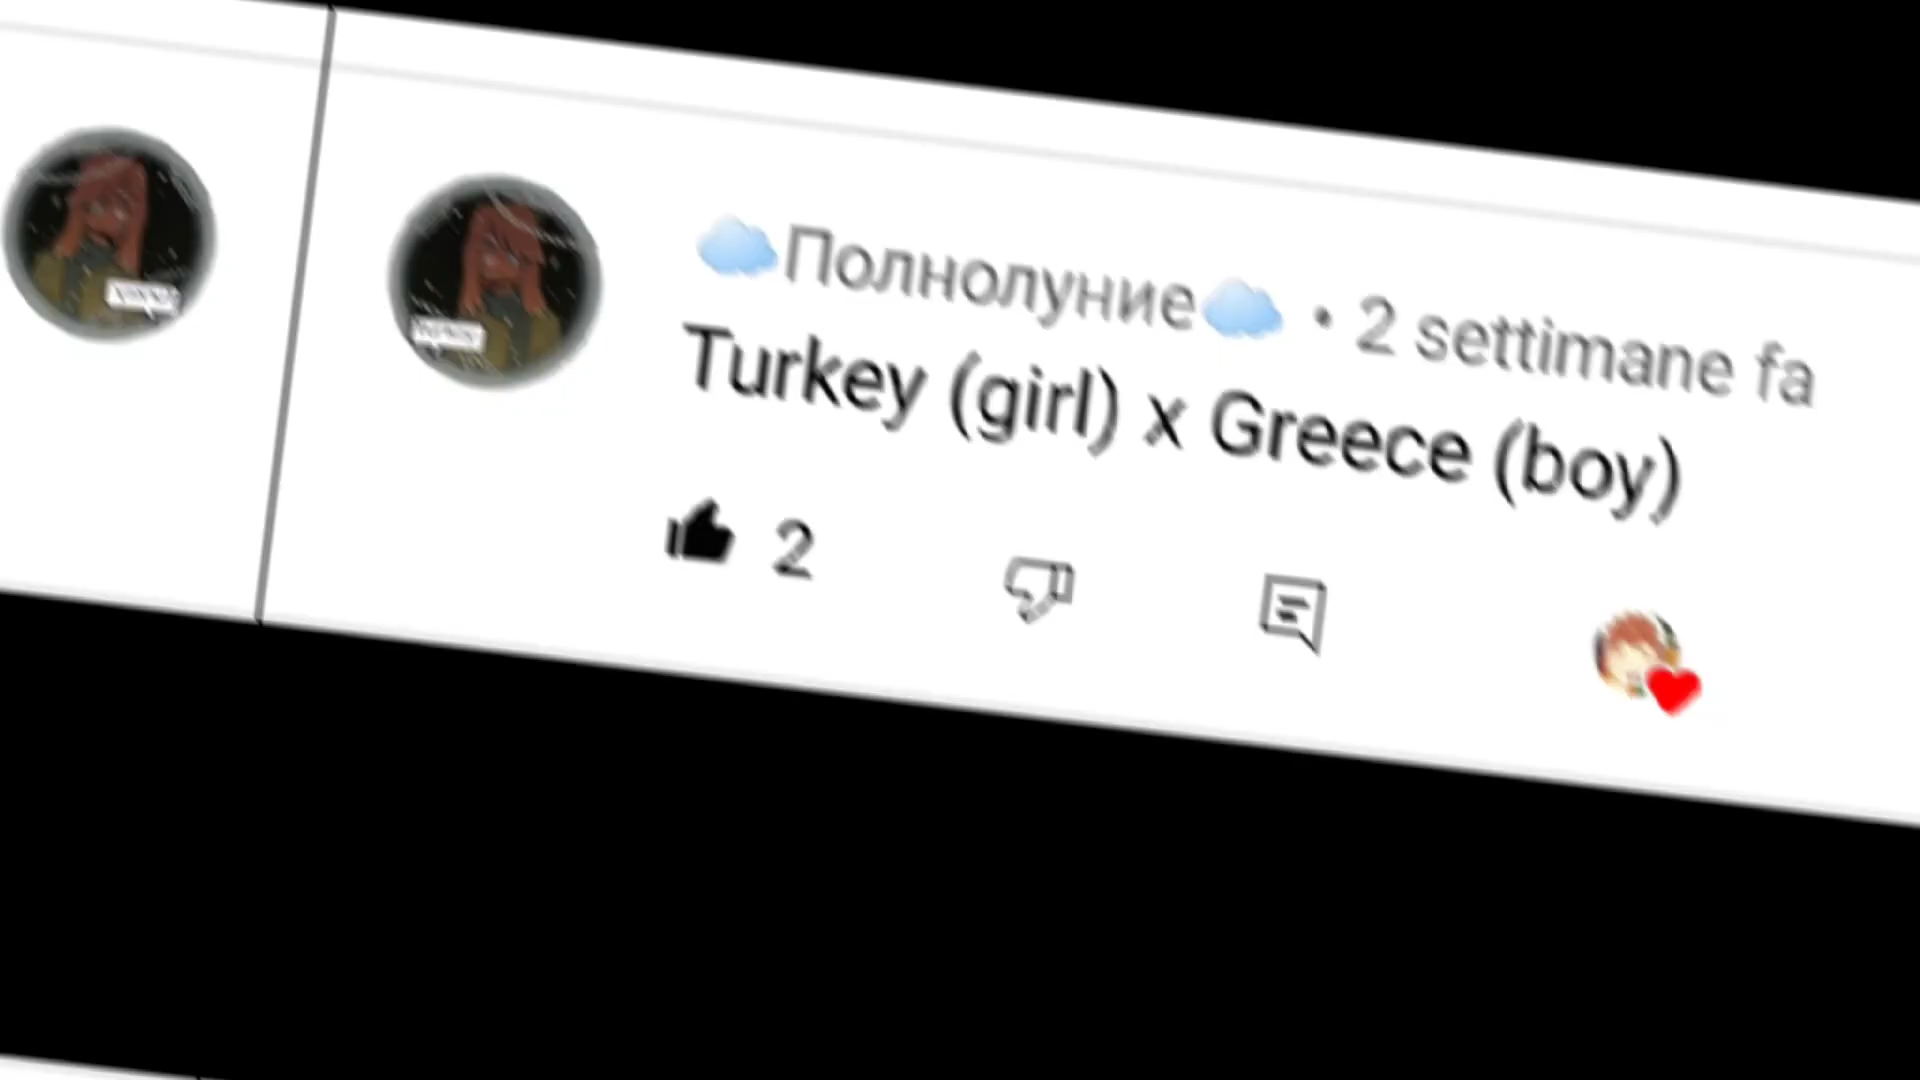 ☁️Полнолуние☁️ • 2 settimane fa
Turkey (girl) x Greece (boy)
2